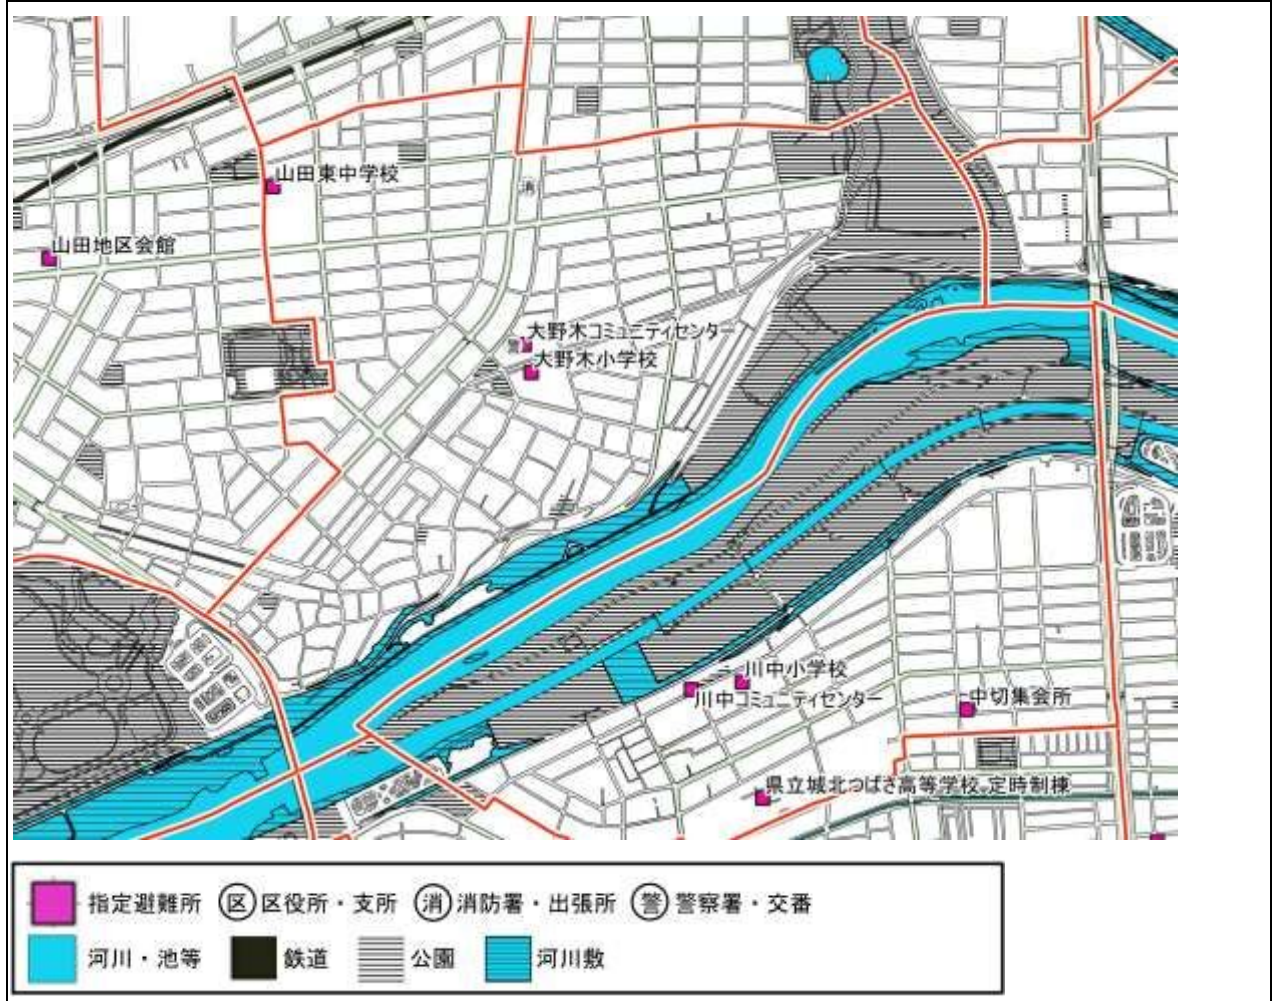 山田東中学校
消
山田地区会館
大野木コミュニティセンター
警
大野木小学校
川中小学校
川中コミュニティセンター
中切集会所
県立城北つばさ高等学校_定時制棟
指定避難所 区 区役所・支所 消 消防署・出張所 警 警察署・交番
河川・池等 鉄道 公園 河川敷